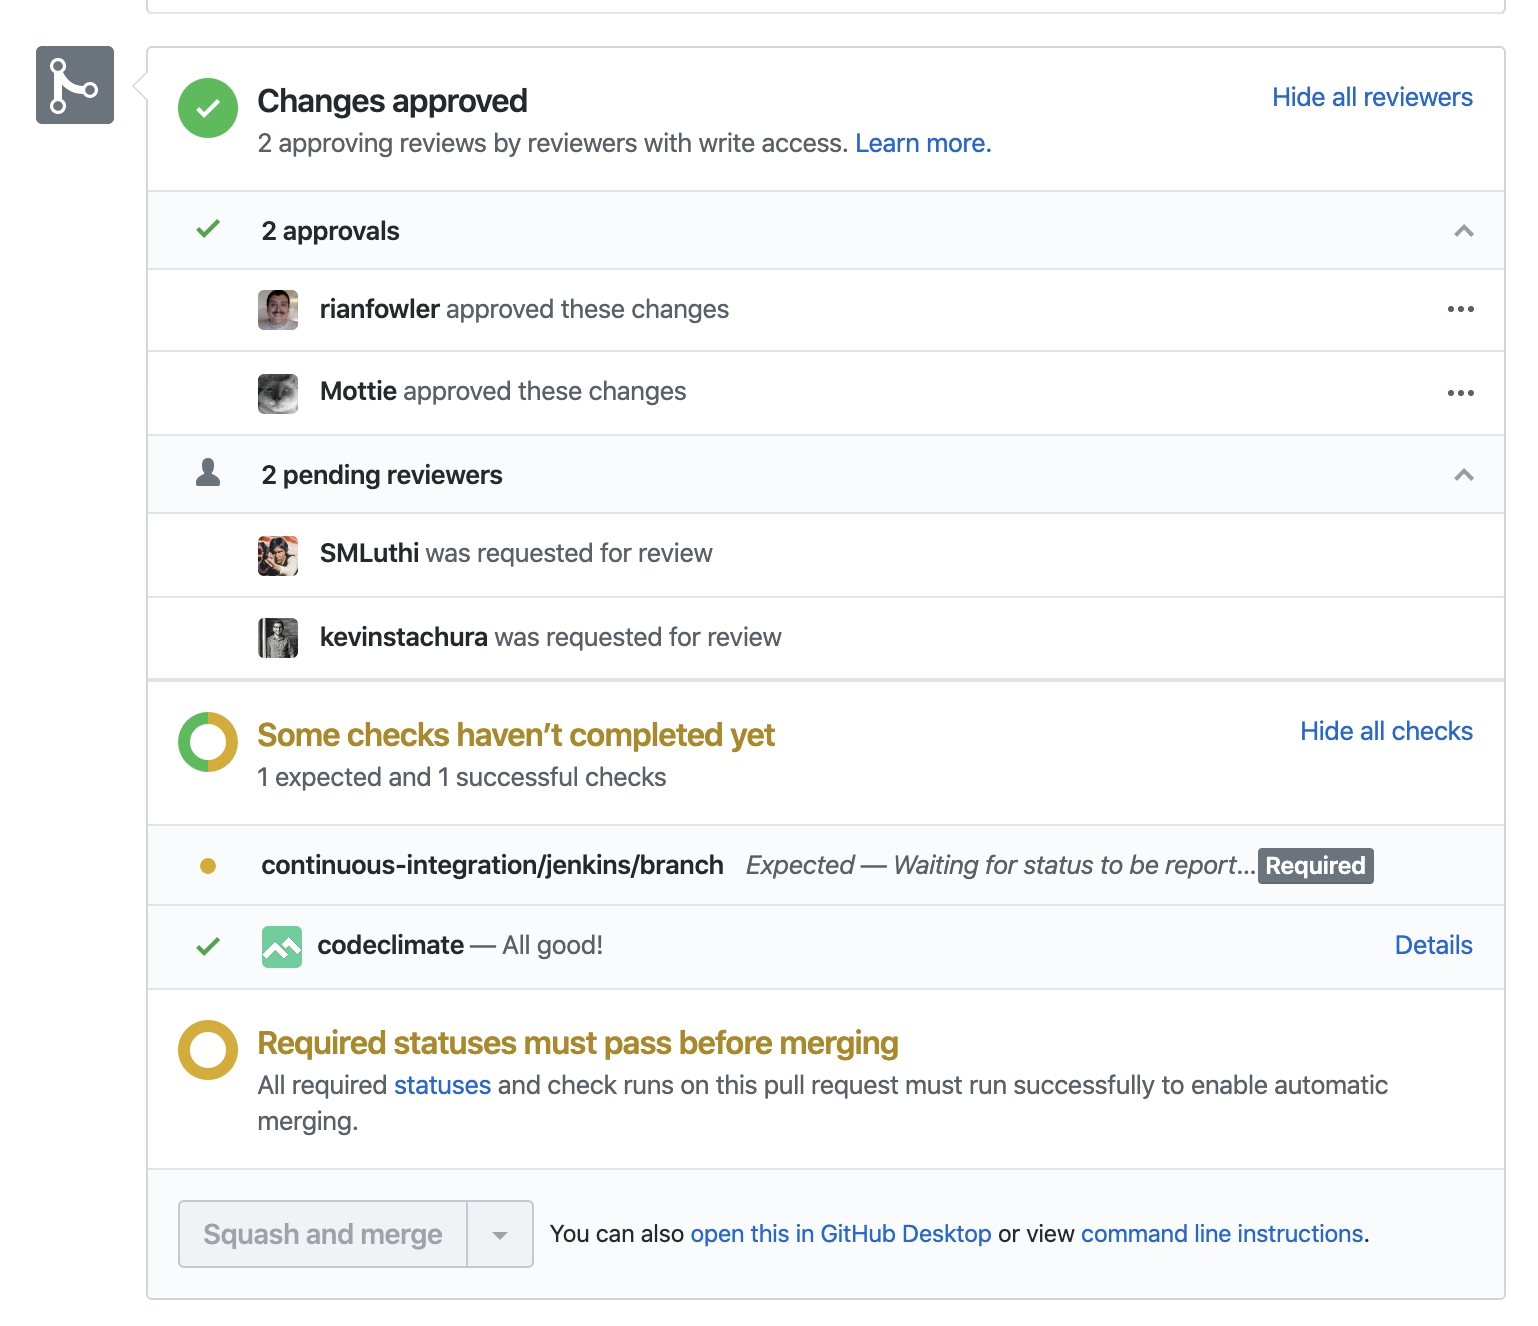 Changes approved
Hide all reviewers
2 approving reviews by reviewers with write access. Learn more.
2 approvals
rianfowler approved these changes
Mottie approved these changes
2 pending reviewers
SMLuthi was requested for review
kevinstachura was requested for review
Some checks haven’t completed yet
Hide all checks
1 expected and 1 successful checks
continuous-integration/jenkins/branch Expected — Waiting for status to be report... Required
codeclimate — All good!
Details
Required statuses must pass before merging
All required statuses and check runs on this pull request must run successfully to enable automatic
merging.
Squash and merge
You can also open this in GitHub Desktop or view command line instructions.